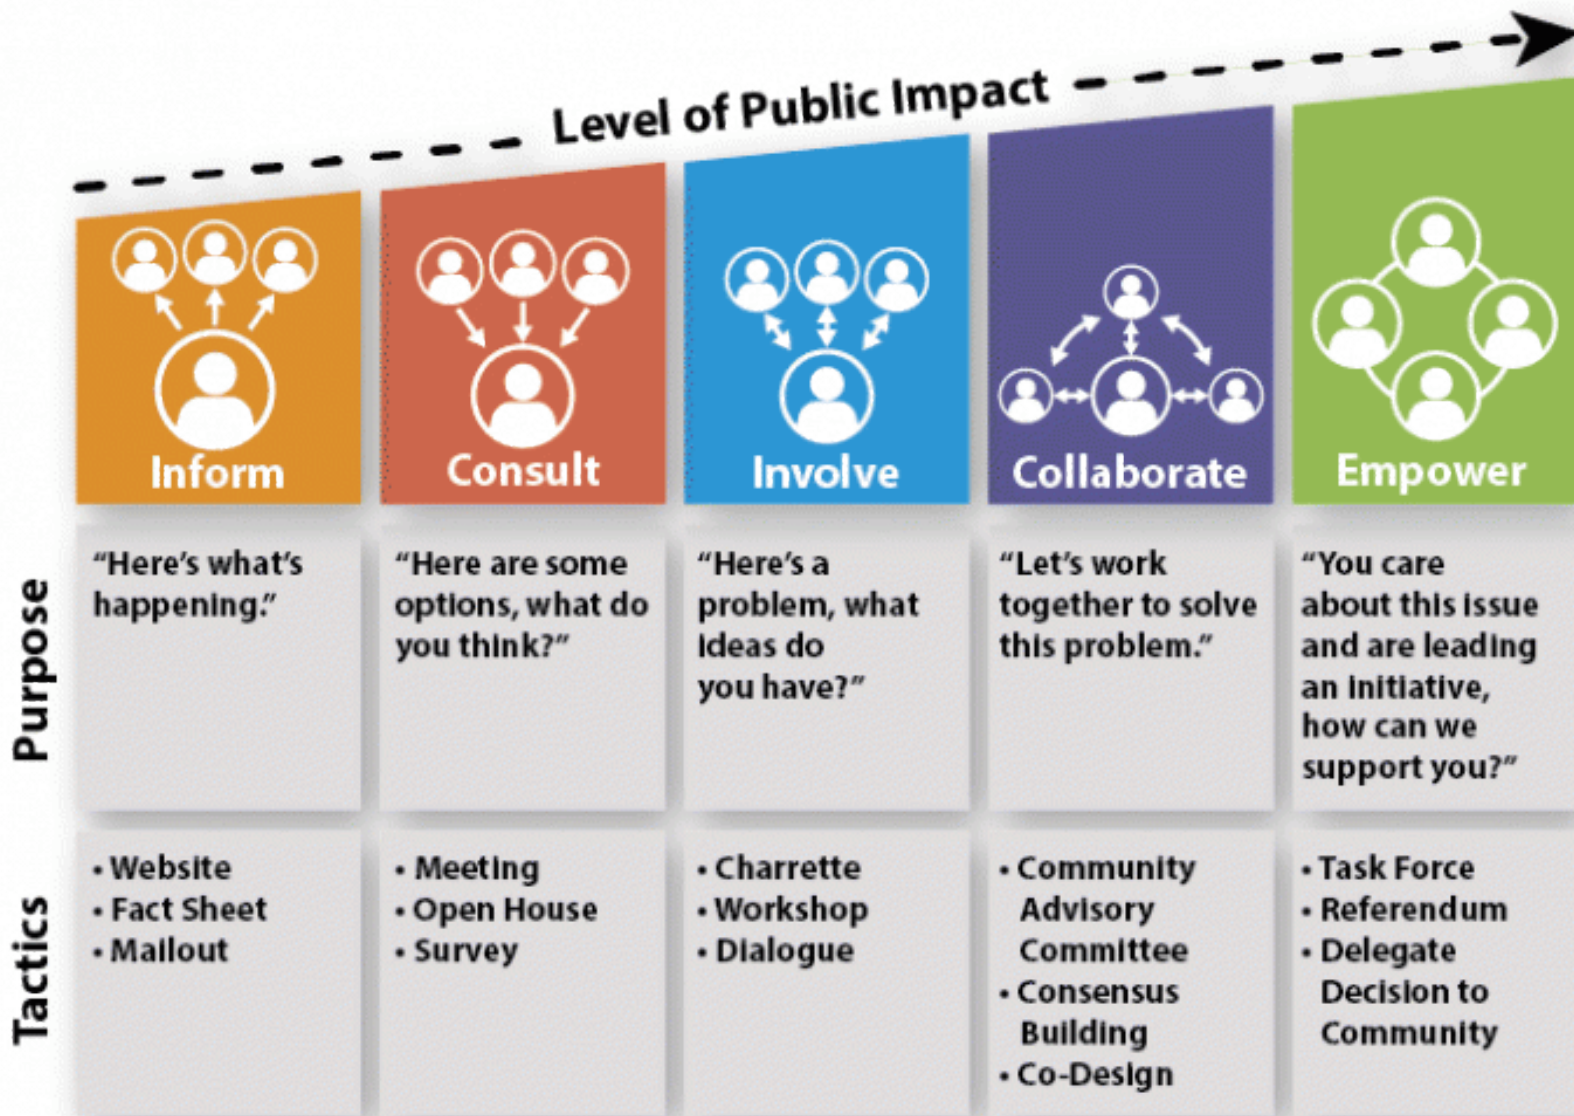 Level of Public Impact
Inform
Consult
Involve
Collaborate
Empower
Purpose
“Here’s what’s
happening.”
“Here are some
options, what do
you think?”
“Here’s a
problem, what
ideas do
you have?”
“Let’s work
together to solve
this problem.”
“You care
about this issue
and are leading
an initiative,
how can we
support you?”
Tactics
• Website
• Fact Sheet
• Mailout
• Meeting
• Open House
• Survey
• Charrette
• Workshop
• Dialogue
• Community
Advisory
Committee
• Consensus
Building
• Co-Design
• Task Force
• Referendum
• Delegate
Decision to
Community